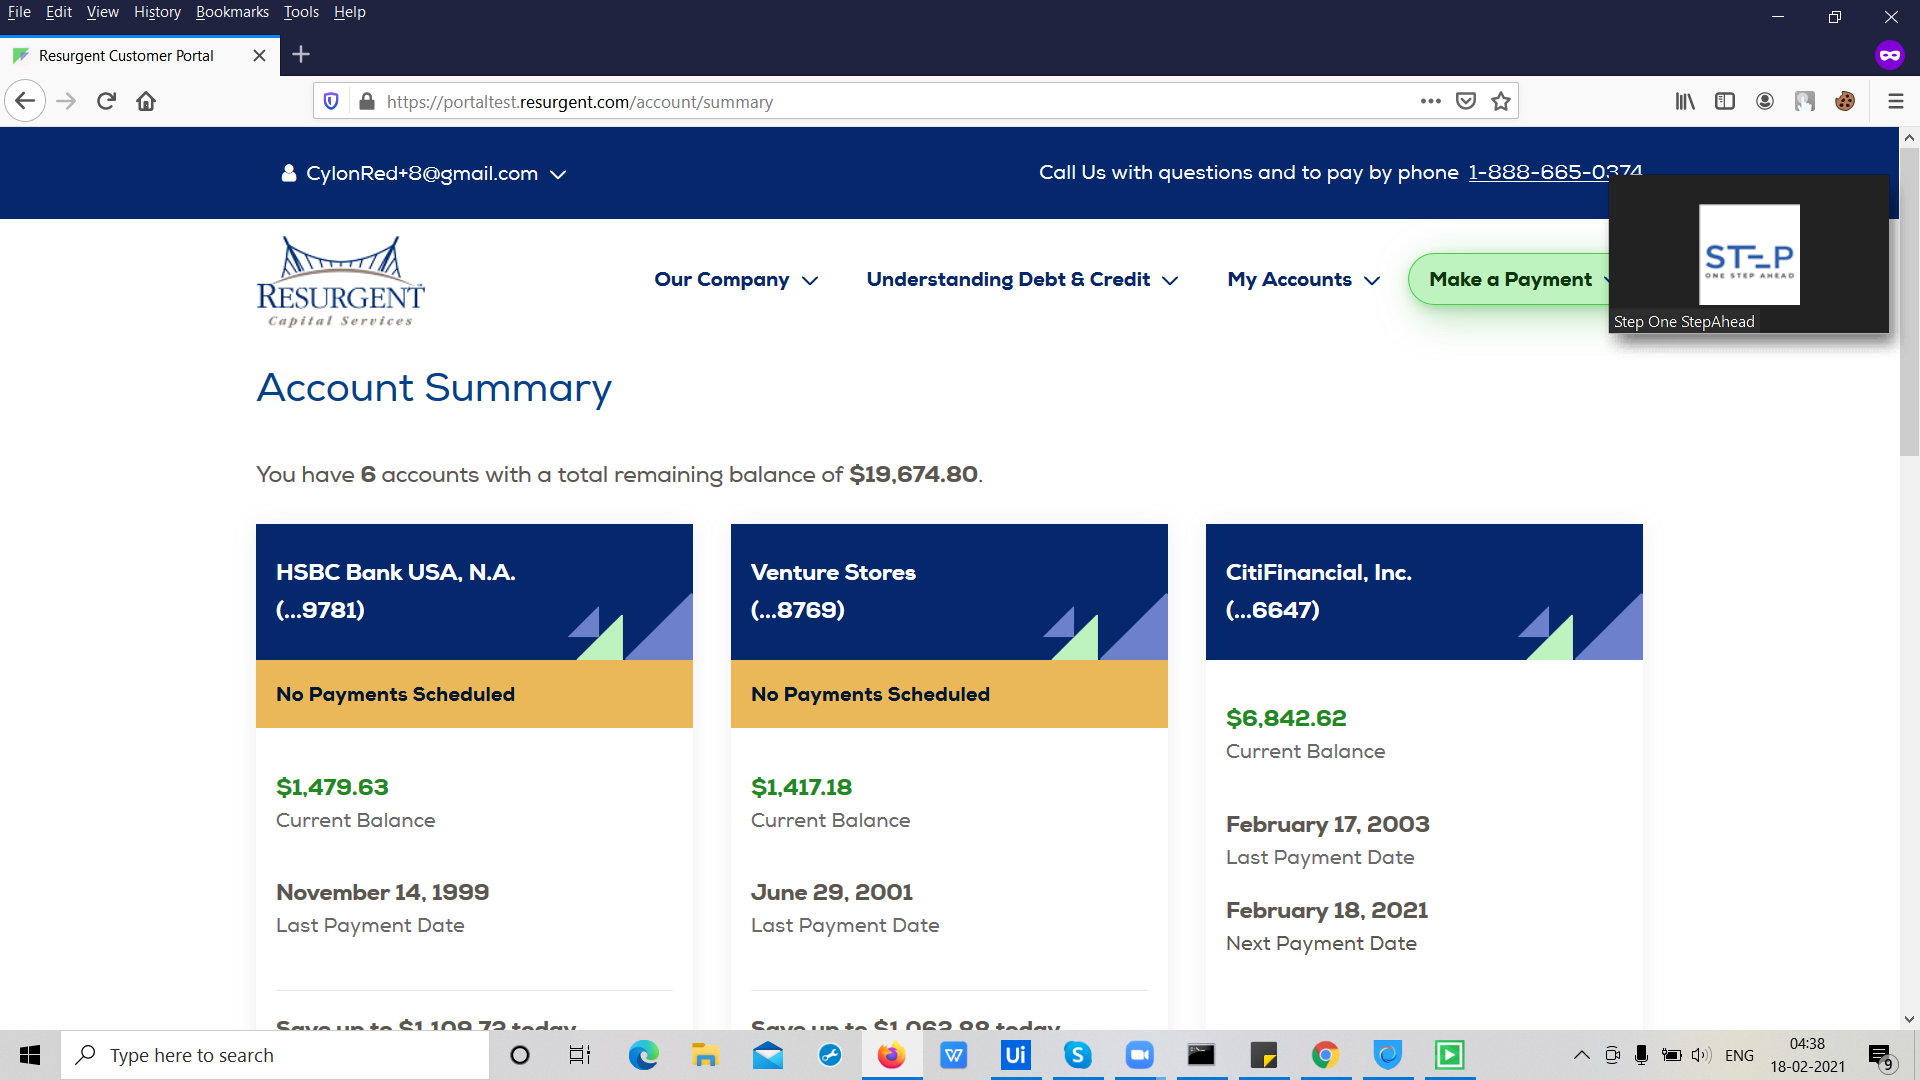 File Edit View History Bookmarks Tools Help
Resurgent Customer Portal
https://portaltest.resurgent.com/account/summary
CylonRed+8@gmail.com
Call Us with questions and to pay by phone 1-888-665-0374
RESURGENT
Capital Services
Our Company
Understanding Debt & Credit
My Accounts
Make a Payment
STEP
ONE STEP AHEAD
Step One StepAhead
Account Summary
You have 6 accounts with a total remaining balance of $19,674.80.
HSBC Bank USA, N.A.
(...9781)
No Payments Scheduled
$1,479.63
Current Balance
November 14, 1999
Last Payment Date
Save up to $1,109.72 today
Venture Stores
(...8769)
No Payments Scheduled
$1,417.18
Current Balance
June 29, 2001
Last Payment Date
Save up to $1,062.88 today
CitiFinancial, Inc.
(...6647)
$6,842.62
Current Balance
February 17, 2003
Last Payment Date
February 18, 2021
Next Payment Date
Type here to search
Ui
ENG
04:38
18-02-2021
9